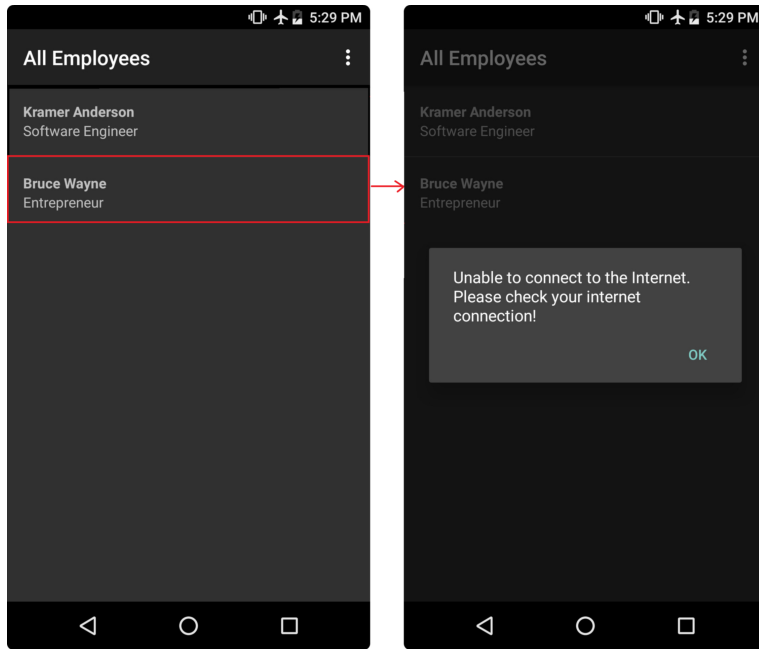 5:29 PM
All Employees
Kramer Anderson
Software Engineer
Bruce Wayne
Entrepreneur
5:29 PM
All Employees
Kramer Anderson
Software Engineer
Bruce Wayne
Entrepreneur
Unable to connect to the Internet.
Please check your internet
connection!
OK